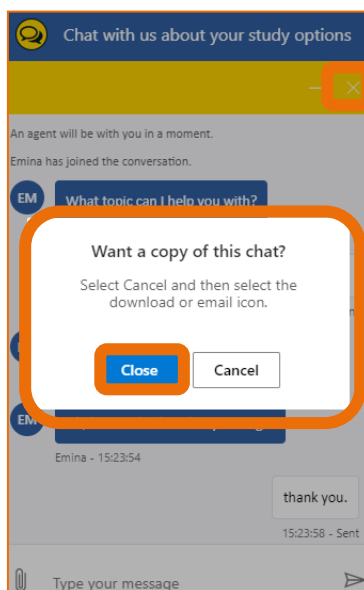 Chat with us about your study options
An agent will be with you in a moment.
Emina has joined the conversation.
EM
What topic can I help you with?
Want a copy of this chat?
Select Cancel and then select the
download or email icon.
Close
Cancel
EM
Emina - 15:23:54
thank you.
15:23:58 - Sent
Type your message